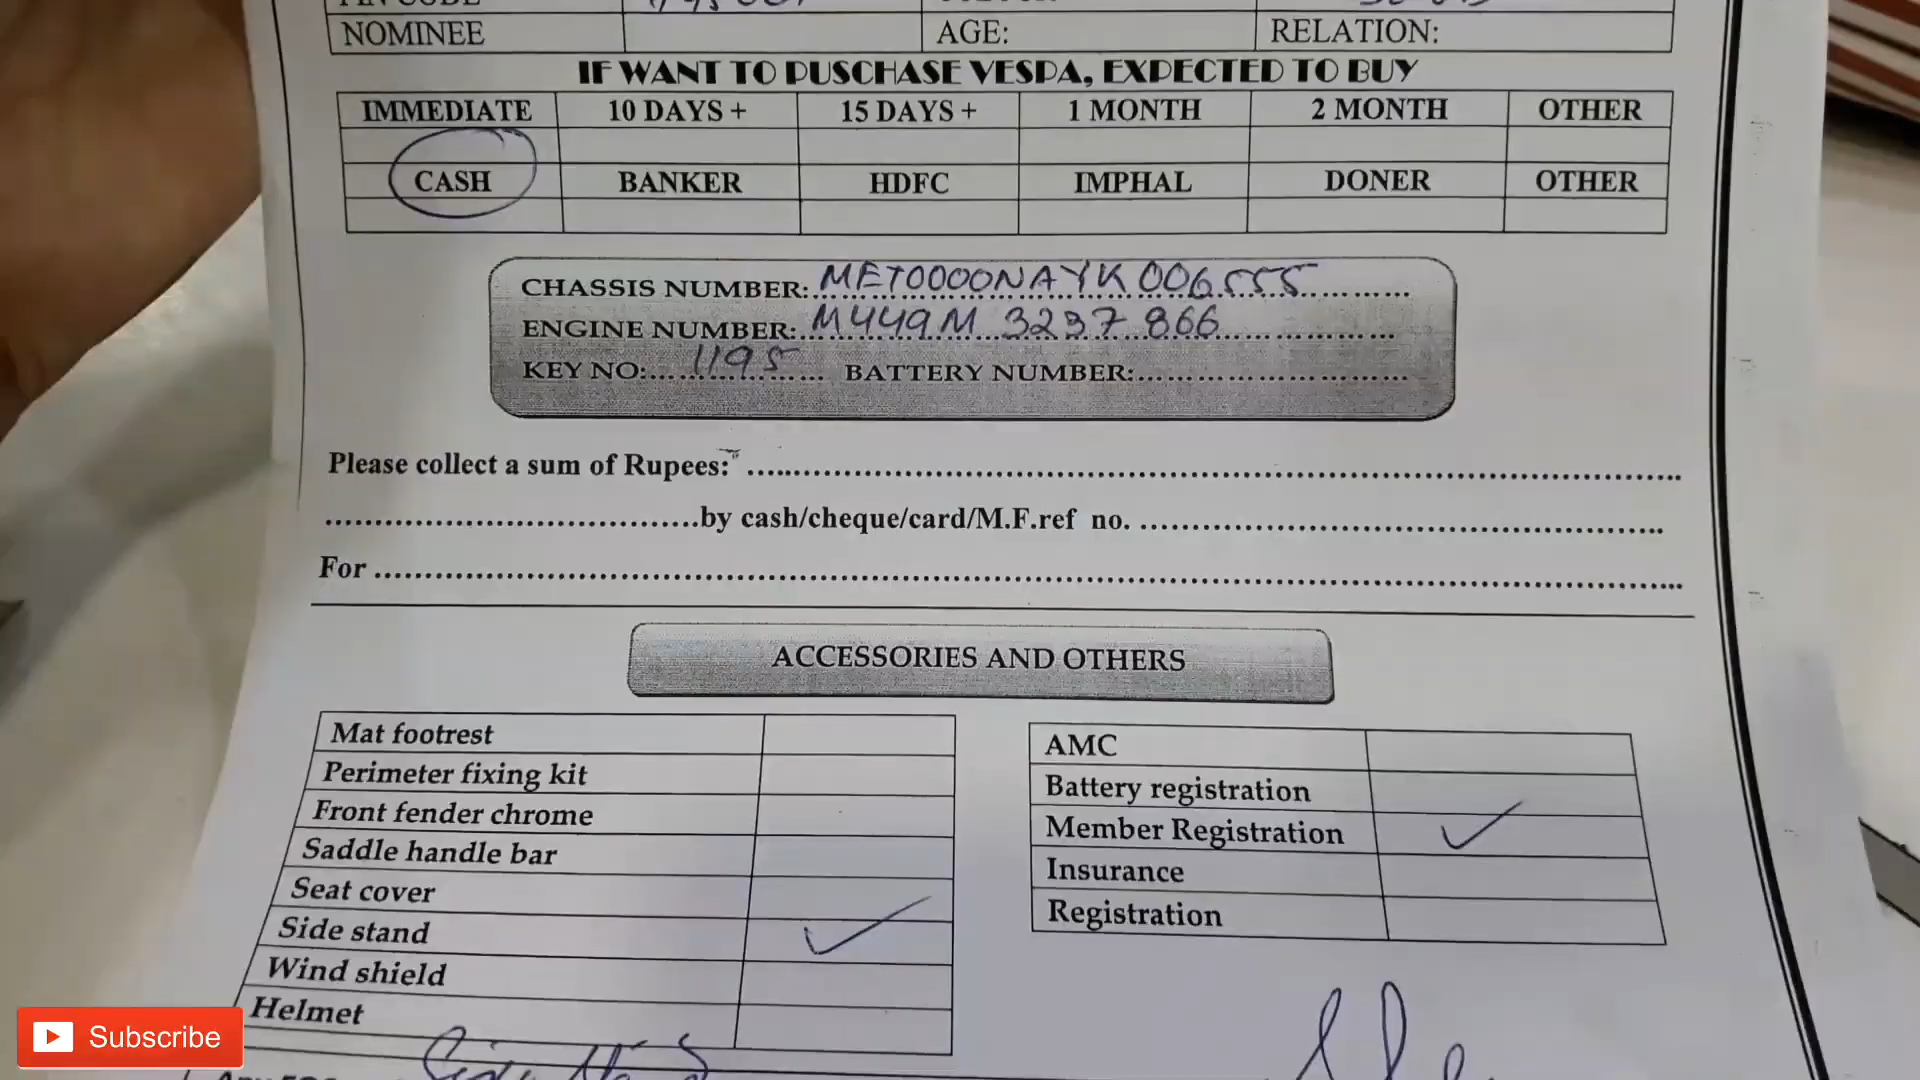 PIN CODE
NOMINEE AGE: RELATION:
IF WANT TO PUSCHASE VESPA, EXPECTED TO BUY
IMMEDIATE 10 DAYS + 15 DAYS + 1 MONTH 2 MONTH OTHER
CASH BANKER HDFC IMPHAL DONER OTHER
CHASSIS NUMBER: MET0000NAYK006555
ENGINE NUMBER: M449M 3237866
KEY NO: 1195 BATTERY NUMBER:
Please collect a sum of Rupees:
by cash/cheque/card/M.F.ref no.
For
ACCESSORIES AND OTHERS
Mat footrest
Perimeter fixing kit
Front fender chrome
Saddle handle bar
Seat cover
Side stand
Wind shield
Helmet
AMC
Battery registration
Member Registration
Insurance
Registration
Subscribe